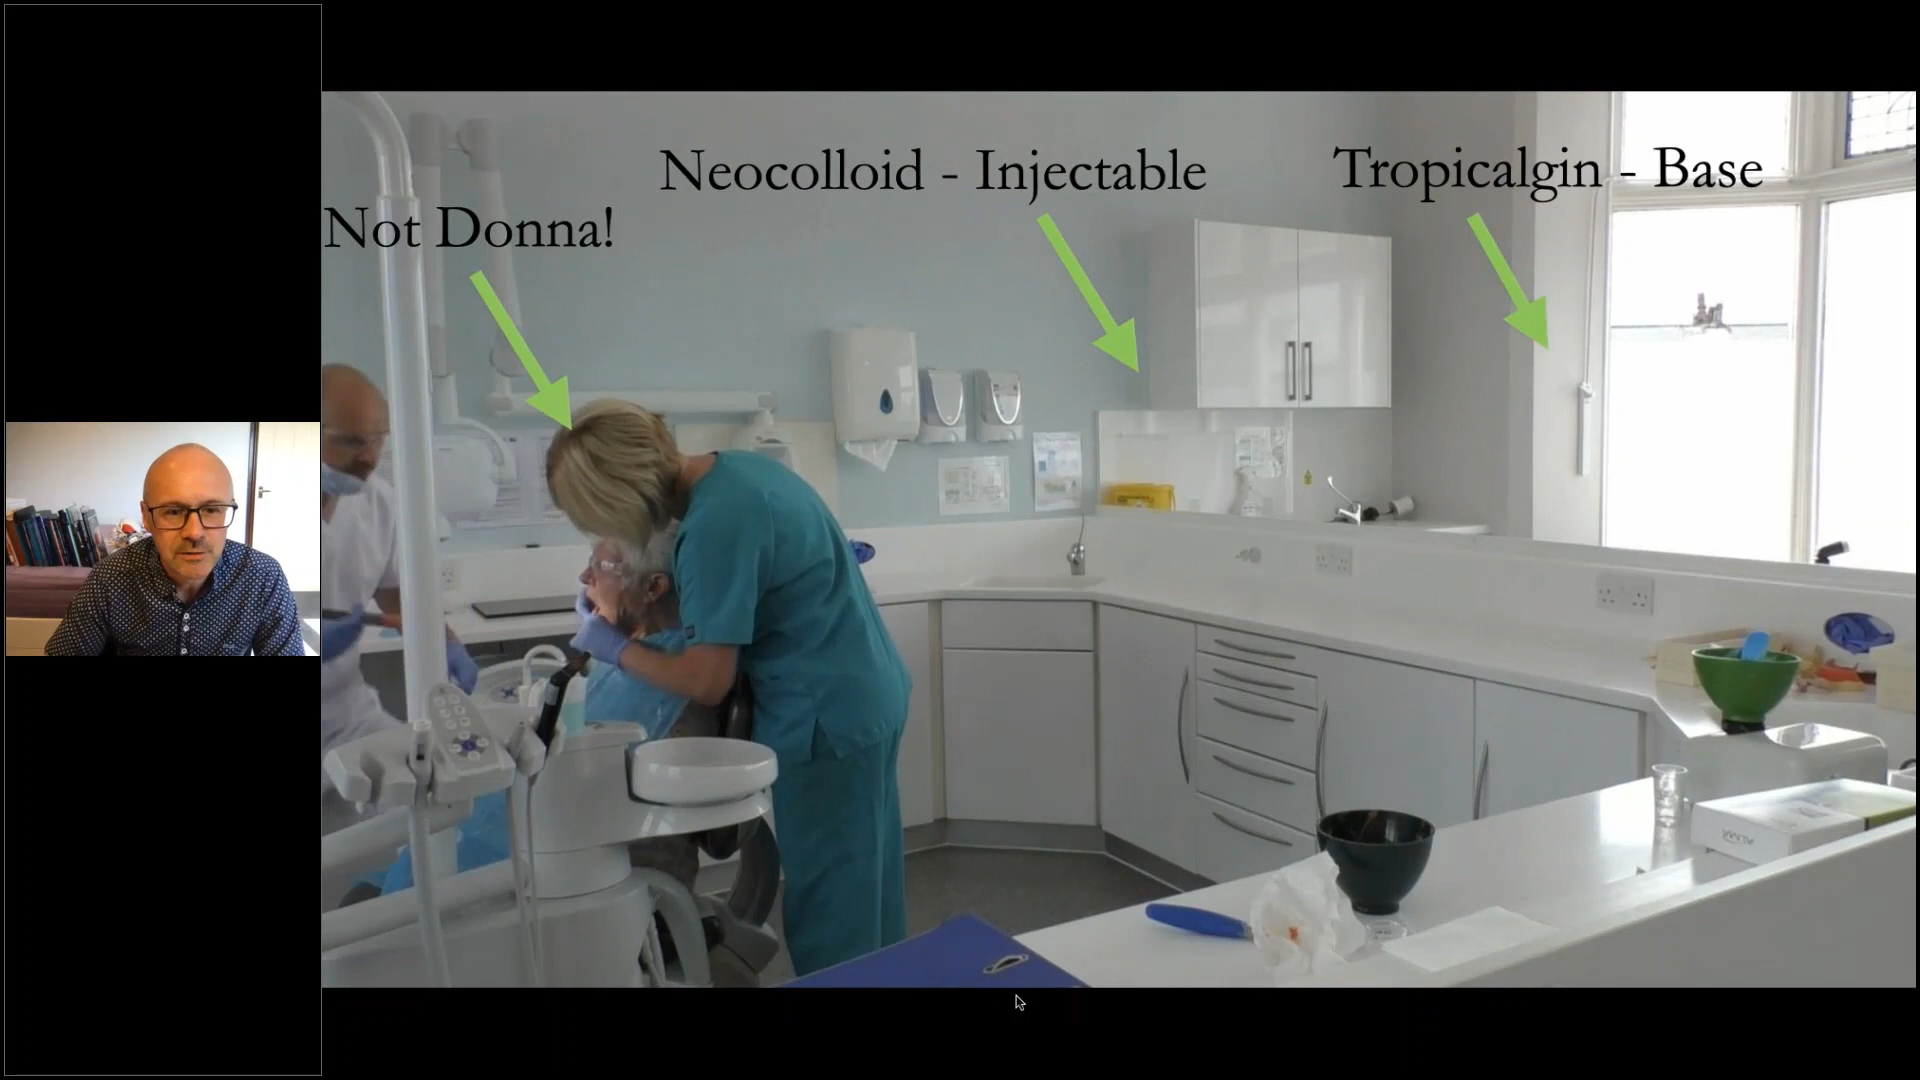 Neocolloid - Injectable
Tropicalgin - Base
Not Donna!